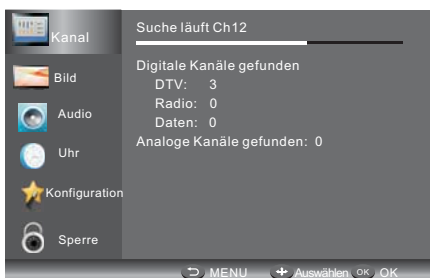 Kanal
Bild
Audio
Uhr
Konfiguration
Sperre
Suche läuft Ch12
Digitale Kanäle gefunden
DTV: 3
Radio: 0
Daten: 0
Analoge Kanäle gefunden: 0
MENU Auswählen OK OK